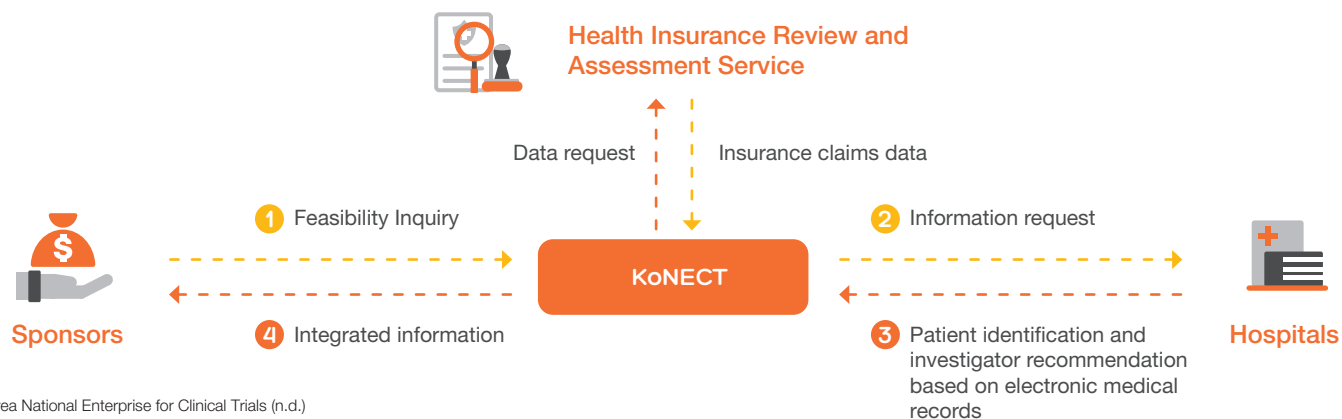 Health Insurance Review and
Assessment Service
Data request
Insurance claims data
1 Feasibility Inquiry
2 Information request
$
KoNECT
Sponsors
4 Integrated information
3 Patient identification and
investigator recommendation
based on electronic medical
records
Hospitals
ea National Enterprise for Clinical Trials (n.d.)